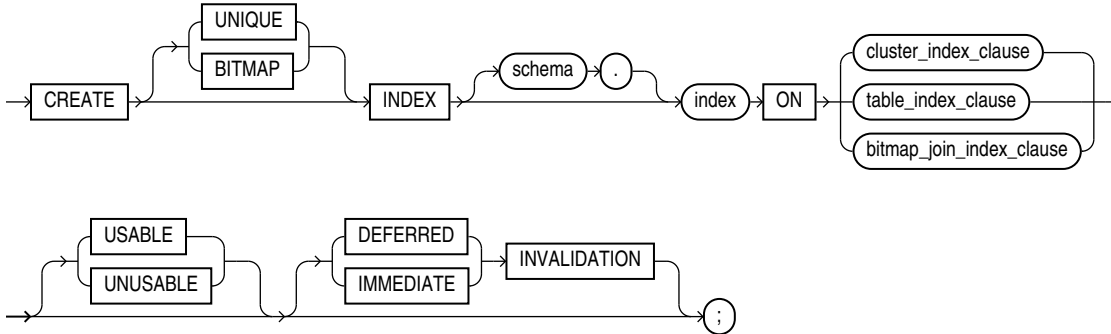 UNIQUE
BITMAP
CREATE INDEX schema . index ON cluster_index_clause
table_index_clause
bitmap_join_index_clause
USABLE
UNUSABLE
DEFERRED
IMMEDIATE
INVALIDATION
;